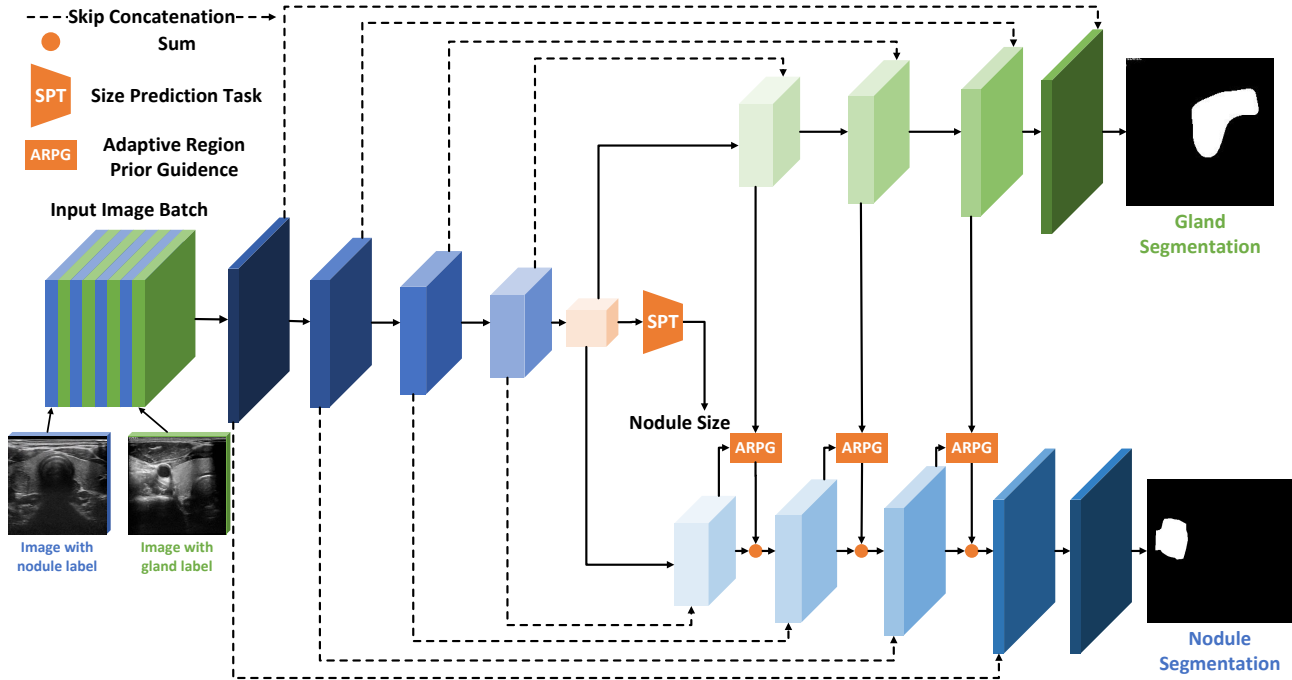 Skip Concatenation
Sum
SPT
Size Prediction Task
ARPG
Adaptive Region
Prior Guidance
Input Image Batch
Image with
nodule label
Image with
gland label
SPT
Nodule Size
ARPG
ARPG
ARPG
Gland
Segmentation
Nodule
Segmentation